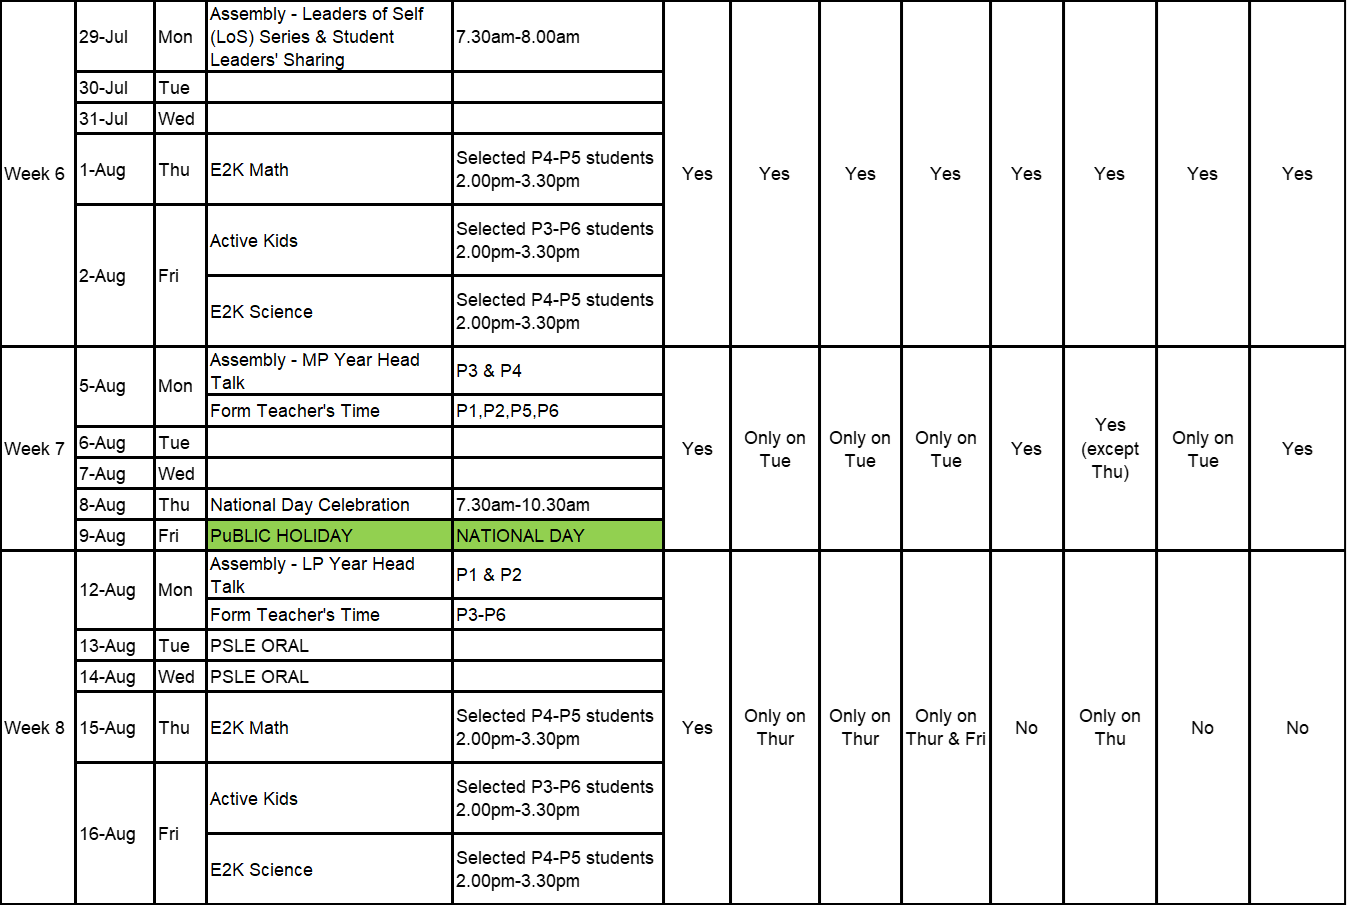 Week 6
29-Jul
Mon
Assembly - Leaders of Self
(LoS) Series & Student
Leaders' Sharing
7.30am-8.00am
30-Jul
Tue
31-Jul
Wed
1-Aug
Thu
E2K Math
Selected P4-P5 students
2.00pm-3.30pm
2-Aug
Fri
Active Kids
Selected P3-P6 students
2.00pm-3.30pm
E2K Science
Selected P4-P5 students
2.00pm-3.30pm
Yes
Yes
Yes
Yes
Yes
Yes
Yes
Yes
Week 7
5-Aug
Mon
Assembly - MP Year Head
Talk
P3 & P4
Form Teacher's Time
P1,P2,P5,P6
6-Aug
Tue
7-Aug
Wed
8-Aug
Thu
National Day Celebration
7.30am-10.30am
9-Aug
Fri
PuBLIC HOLIDAY
NATIONAL DAY
Yes
Only on
Tue
Only on
Tue
Only on
Tue
Yes
Yes
(except
Thu)
Only on
Tue
Yes
Week 8
12-Aug
Mon
Assembly - LP Year Head
Talk
P1 & P2
Form Teacher's Time
P3-P6
13-Aug
Tue
PSLE ORAL
14-Aug
Wed
PSLE ORAL
15-Aug
Thu
E2K Math
Selected P4-P5 students
2.00pm-3.30pm
16-Aug
Fri
Active Kids
Selected P3-P6 students
2.00pm-3.30pm
E2K Science
Selected P4-P5 students
2.00pm-3.30pm
Yes
Only on
Thur
Only on
Thur
Only on
Thur & Fri
No
Only on
Thu
No
No